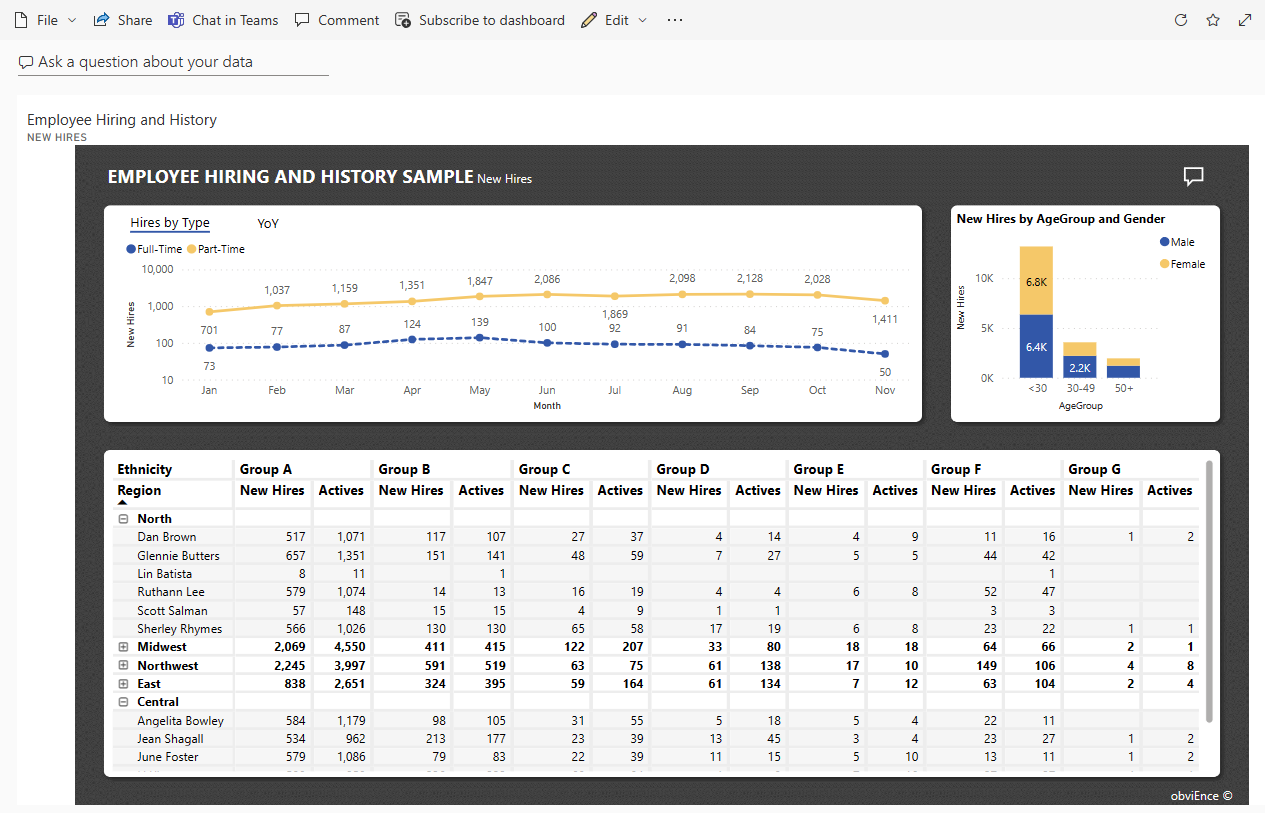 File Share Chat in Teams Comment Subscribe to dashboard Edit ...
Ask a question about your data
Employee Hiring and History
NEW HIRES
EMPLOYEE HIRING AND HISTORY SAMPLE New Hires
Hires by Type YoY
Full-Time Part-Time
New Hires
10,000
1,000
100
10
701 1,037 1,159 1,351 1,847 2,086 1,869 2,098 2,128 2,028 1,411
73 77 87 124 139 100 92 91 84 75 50
Jan Feb Mar Apr May Jun Jul Aug Sep Oct Nov
Month
New Hires by AgeGroup and Gender
Male
Female
New Hires
10K
5K
0K
6.8K
6.4K
2.2K
<30 30-49 50+
AgeGroup
Ethnicity Group A Group B Group C Group D Group E Group F Group G
Region New Hires Actives New Hires Actives New Hires Actives New Hires Actives New Hires Actives New Hires Actives New Hires Actives
North
Dan Brown 517 1,071 117 107 27 37 4 14 4 9 11 16 1 2
Glennie Butters 657 1,351 151 141 48 59 7 27 5 5 44 42
Lin Batista 8 11 1 1
Ruthann Lee 579 1,074 14 13 16 19 4 4 6 8 52 47
Scott Salman 57 148 15 15 4 9 1 1 3 3
Sherley Rhymes 566 1,026 130 130 65 58 17 19 6 8 23 22 1 1
Midwest 2,069 4,550 411 415 122 207 33 80 18 18 64 66 2 1
Northwest 2,245 3,997 591 519 63 75 61 138 17 10 149 106 4 8
East 838 2,651 324 395 59 164 61 134 7 12 63 104 2 4
Central
Angelita Bowley 584 1,179 98 105 31 55 5 18 5 4 22 11
Jean Shagall 534 962 213 177 23 39 13 45 3 4 23 27 1 2
June Foster 579 1,086 79 83 22 39 11 15 5 10 13 11 1 2
obviEnce ©